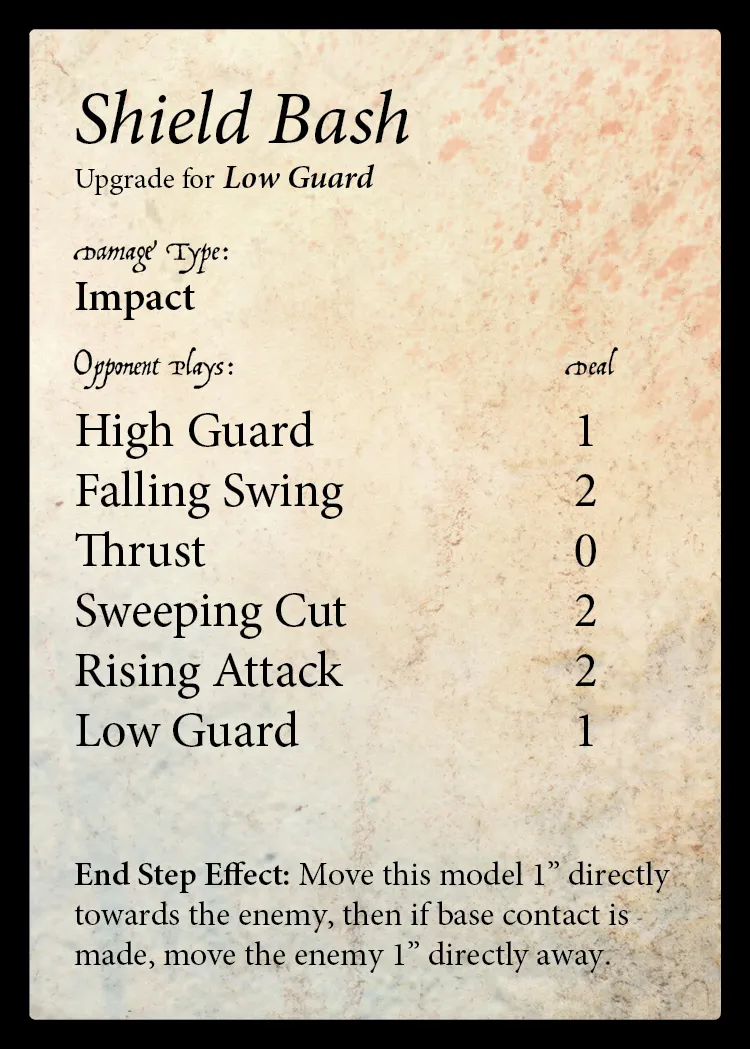 Shield Bash
Upgrade for Low Guard
Damage Type:
Impact
Opponent Plays: Deal
High Guard 1
Falling Swing 2
Thrust 0
Sweeping Cut 2
Rising Attack 2
Low Guard 1
End Step Effect: Move this model 1” directly
towards the enemy, then if base contact is
made, move the enemy 1” directly away.